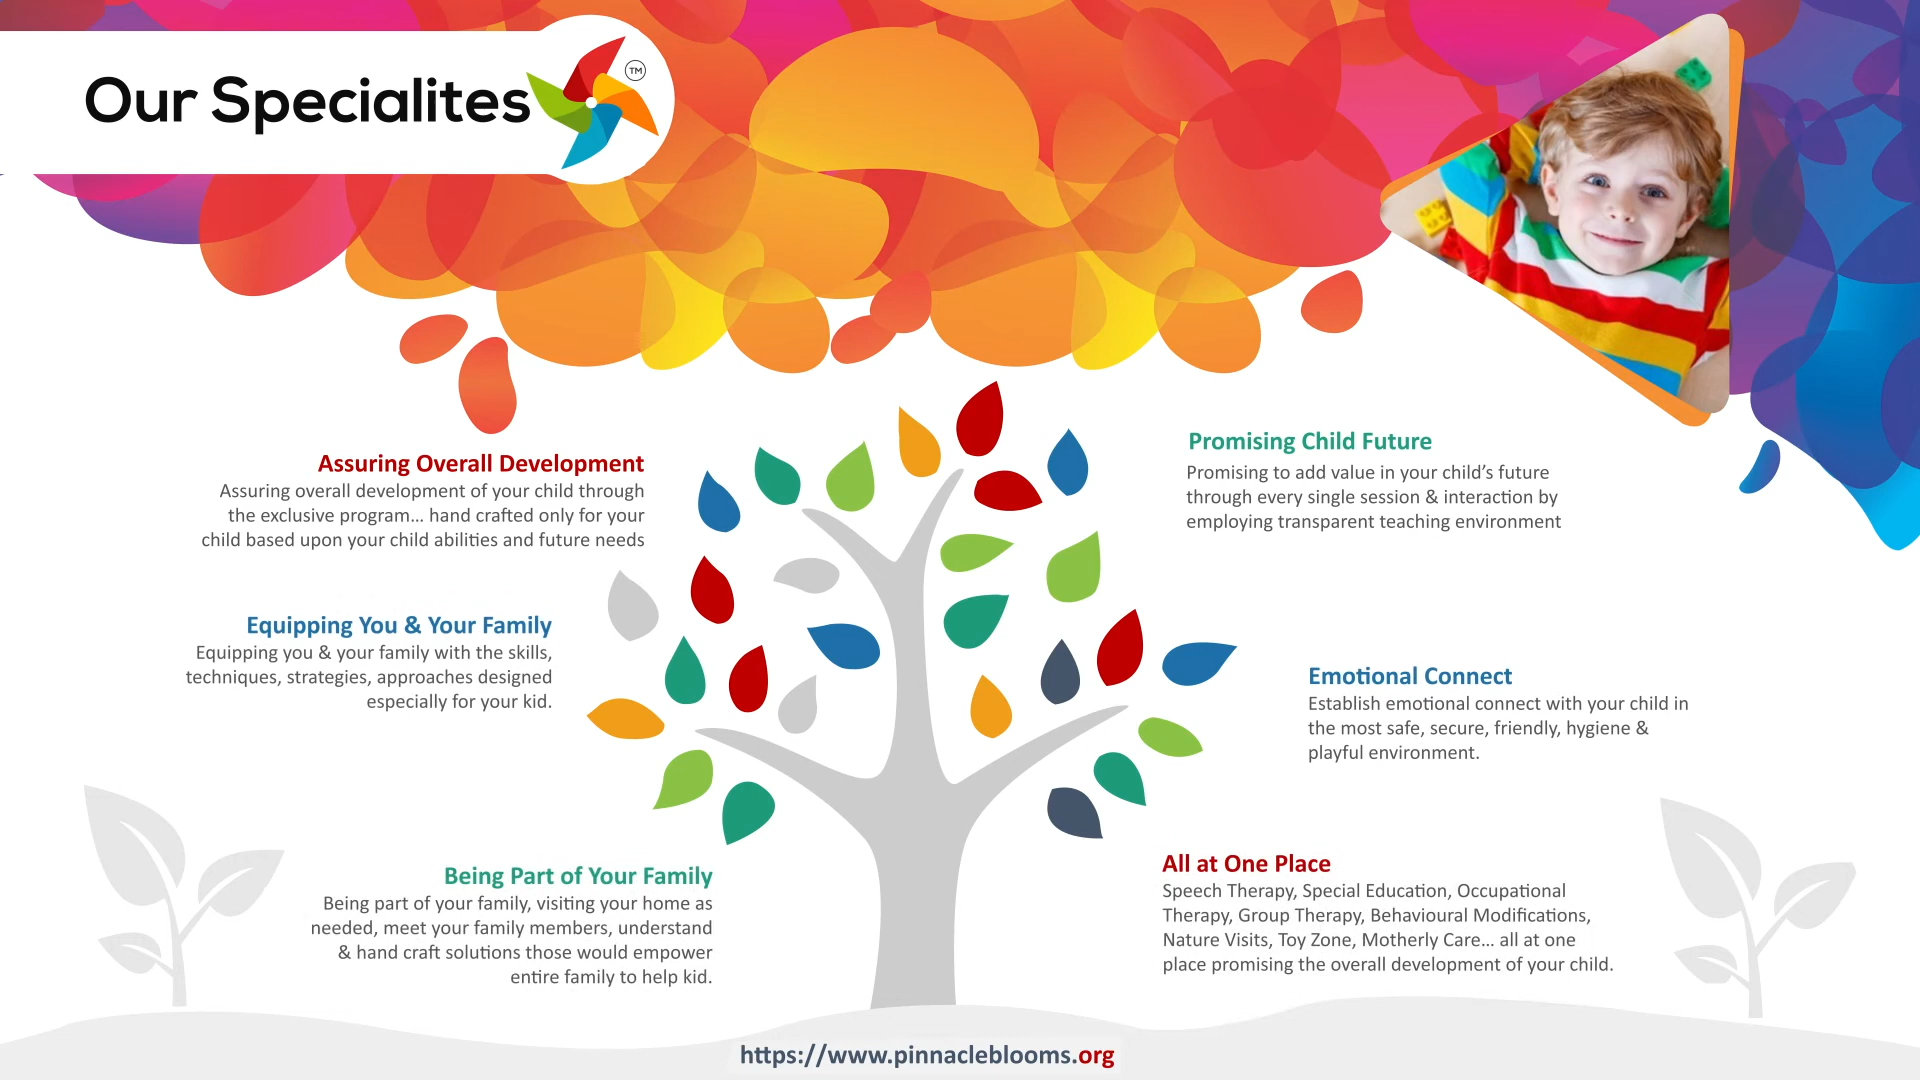 Our Specialites
TM
Assuring Overall Development
Assuring overall development of your child through
the exclusive program... hand crafted only for your
child based upon your child abilities and future needs
Equipping You & Your Family
Equipping you & your family with the skills,
techniques, strategies, approaches designed
especially for your kid.
Being Part of Your Family
Being part of your family, visiting your home as
needed, meet your family members, understand
& hand craft solutions those would empower
entire family to help kid.
Promising Child Future
Promising to add value in your child’s future
through every single session & interaction by
employing transparent teaching environment
Emotional Connect
Establish emotional connect with your child in
the most safe, secure, friendly, hygiene &
playful environment.
All at One Place
Speech Therapy, Special Education, Occupational
Therapy, Group Therapy, Behavioural Modifications,
Nature Visits, Toy Zone, Motherly Care... all at one
place promising the overall development of your child.
https://www.pinnacleblooms.org